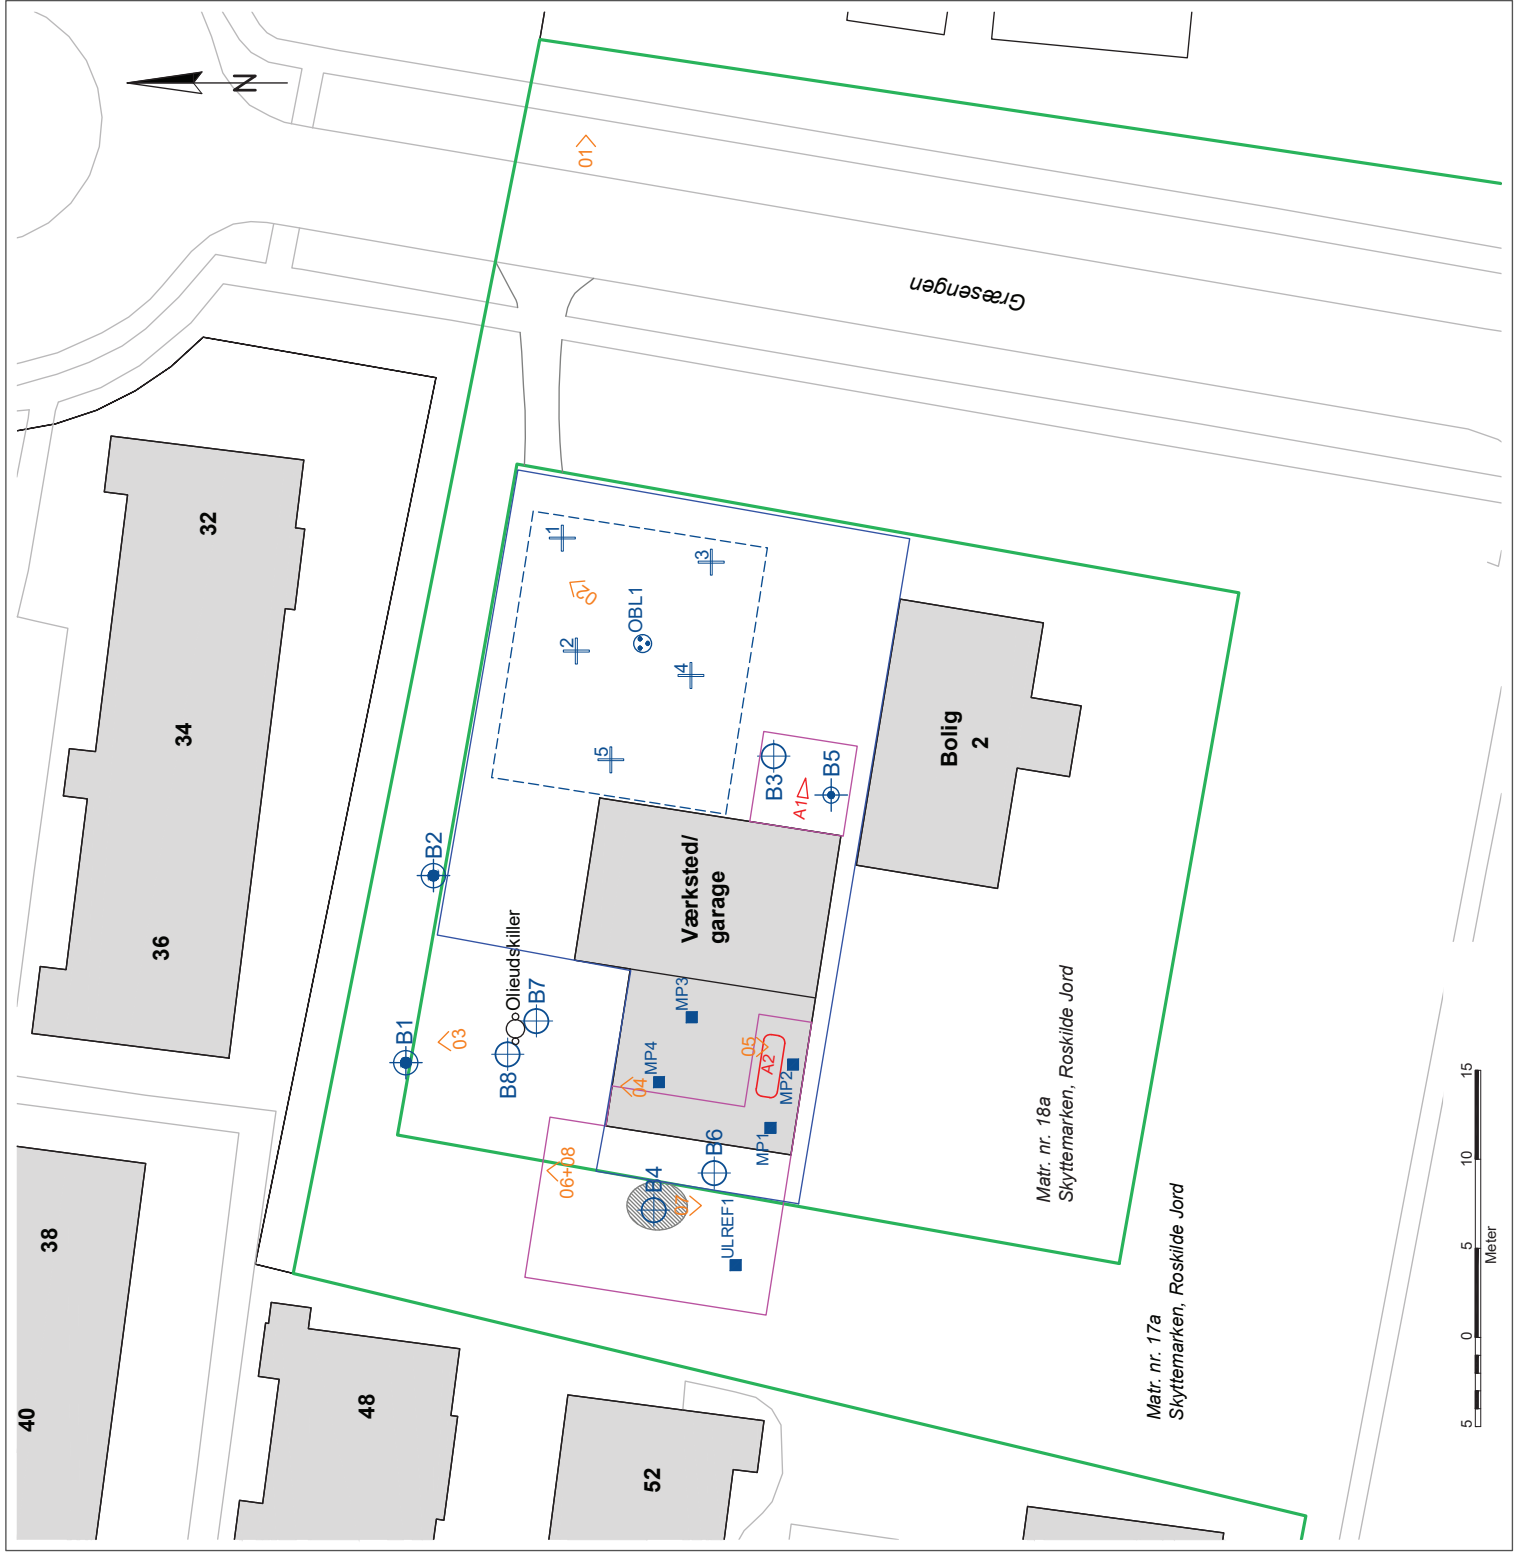 N
01
Græsengen
32
34
36
38
40
48
52
1
02
2
3
OBL1
4
5
B2
B3
A1
B5
Bolig
2
Værksted/
garage
Olieudskiller
B1
03
B7
B8
MP3
MP4
04
05
A2
MP2
MP1
B6
06+08
B4
07
ULREF1
Matr. nr. 18a
Skyttemarken, Roskilde Jord
Matr. nr. 17a
Skyttemarken, Roskilde Jord
5 0 5 10 15
Meter